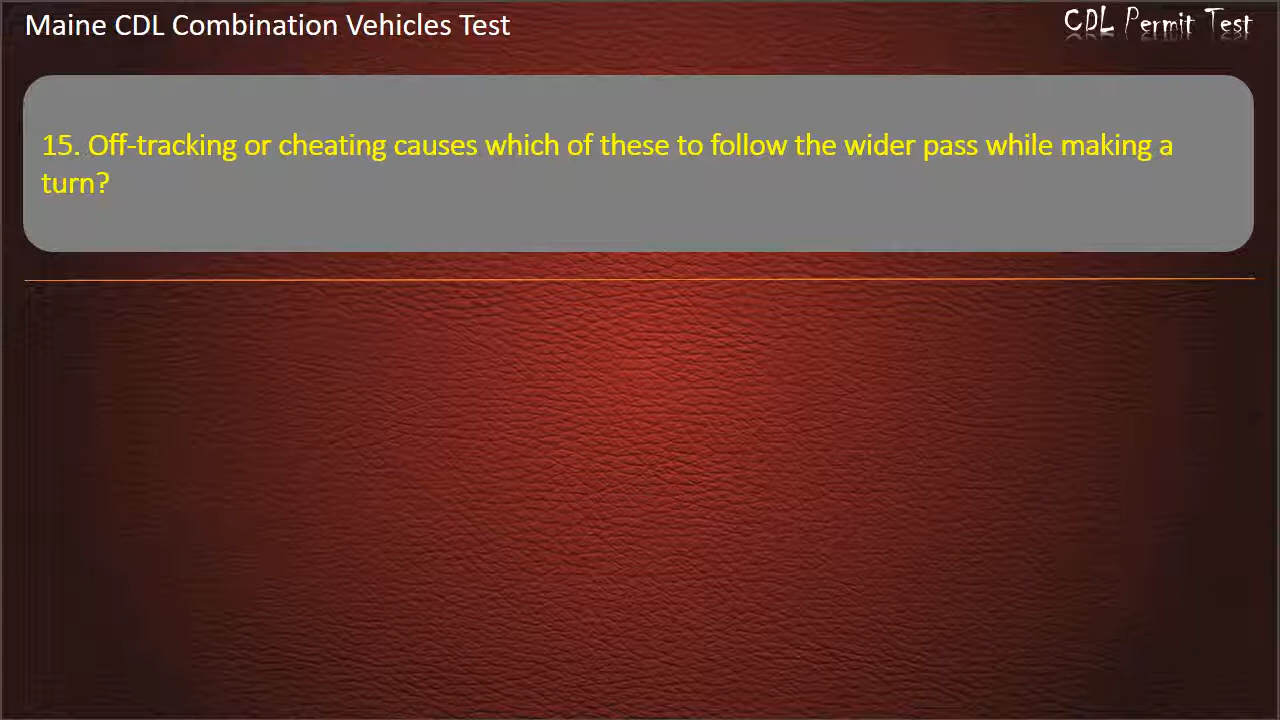 Maine CDL Combination Vehicles Test
CDL Permit Test
15. Off-tracking or cheating causes which of these to follow the wider pass while making a
turn?